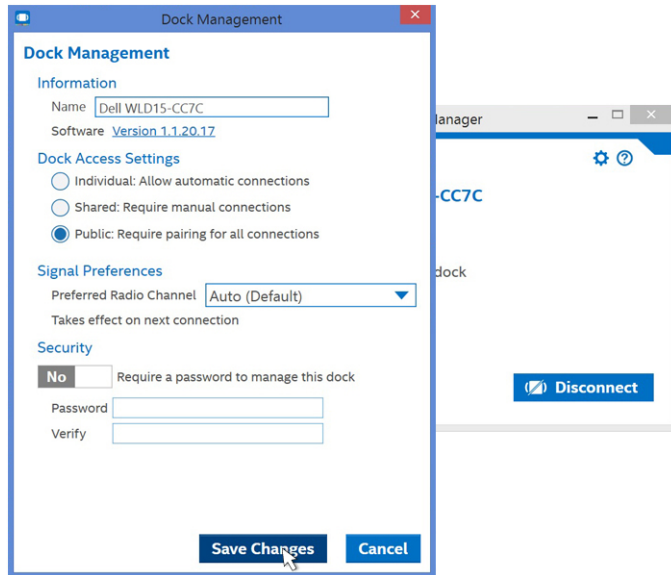 Dock Management
Dock Management
Information
Name Dell WLD15-CC7C
Software Version 1.1.20.17
Dock Access Settings
Individual: Allow automatic connections
Shared: Require manual connections
Public: Require pairing for all connections
Signal Preferences
Preferred Radio Channel Auto (Default)
Takes effect on next connection
Security
No Require a password to manage this dock
Password
Verify
Save Changes Cancel
anager
-CC7C
dock
Disconnect